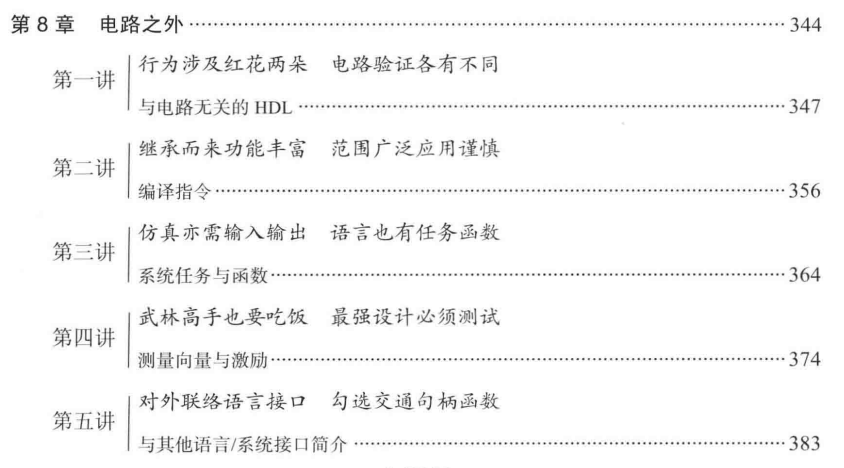 第 8 章 电路之外 …… 344
第一讲
行为涉及红花两朵 电路验证各有不同
与电路无关的 HDL …… 347
第二讲
继承而来功能丰富 范围广泛应用谨慎
编译指令 …… 356
第三讲
仿真亦需输入输出 语言也有任务函数
系统任务与函数 …… 364
第四讲
武林高手也要吃饭 最强设计必须测试
测量向量与激励 …… 374
第五讲
对外联络语言接口 勾选交通句柄函数
与其他语言/系统接口简介 …… 383